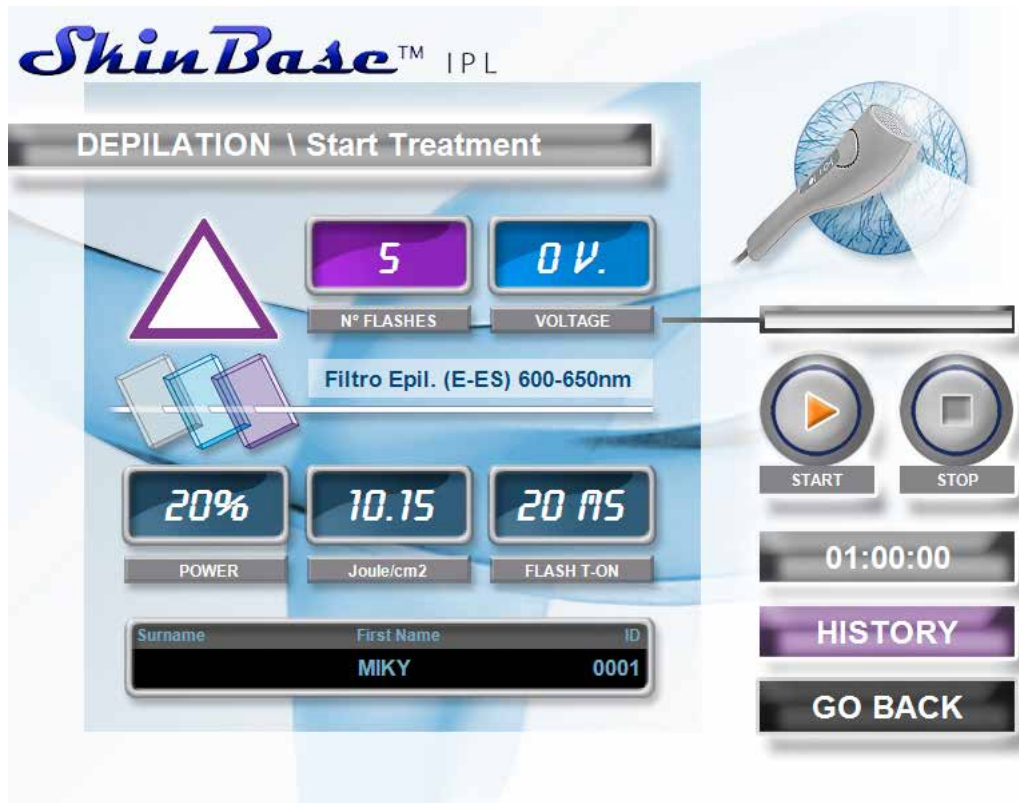 SkinBase™ IPL
DEPILATION \ Start Treatment
5
0 V.
N° FLASHES
VOLTAGE
Filtro Epil. (E-ES) 600-650nm
20%
10.15
20 MS
POWER
Joule/cm2
FLASH T-ON
Surname First Name ID
MIKY 0001
START
STOP
01:00:00
HISTORY
GO BACK